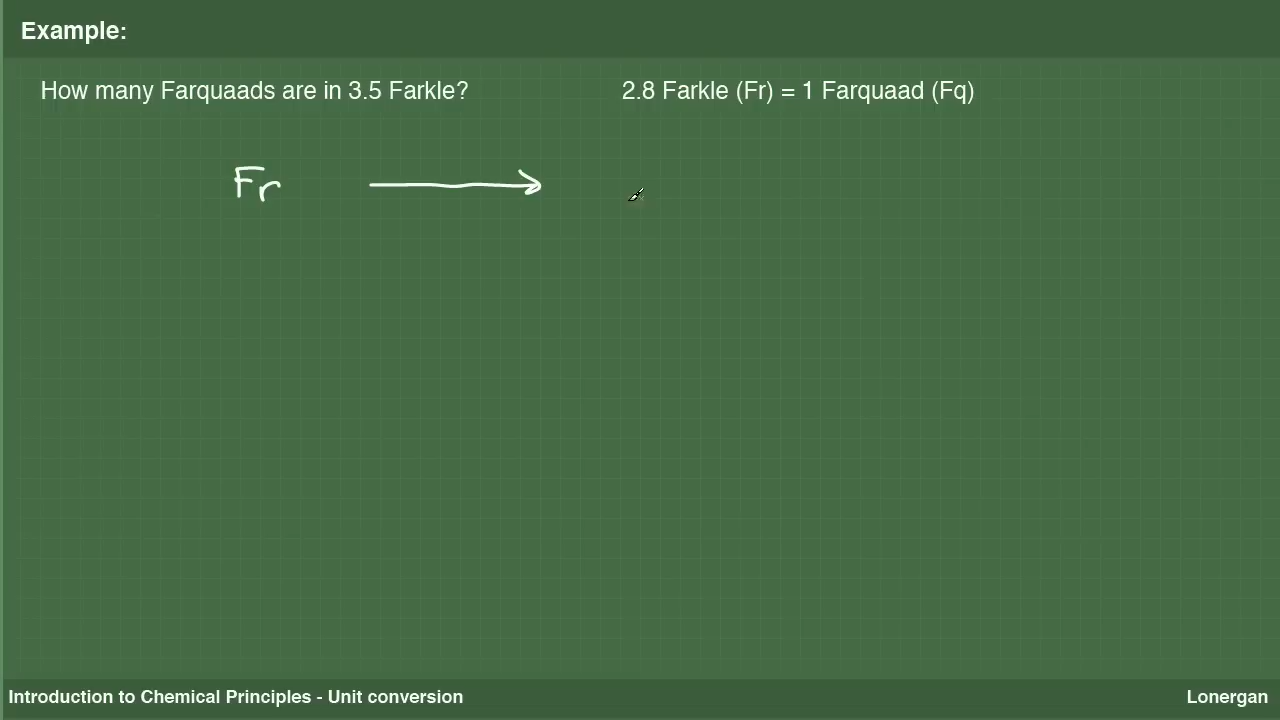 Example:
How many Farquaads are in 3.5 Farkle?
2.8 Farkle (Fr) = 1 Farquaad (Fq)
Fr
Introduction to Chemical Principles - Unit conversion
Lonergan